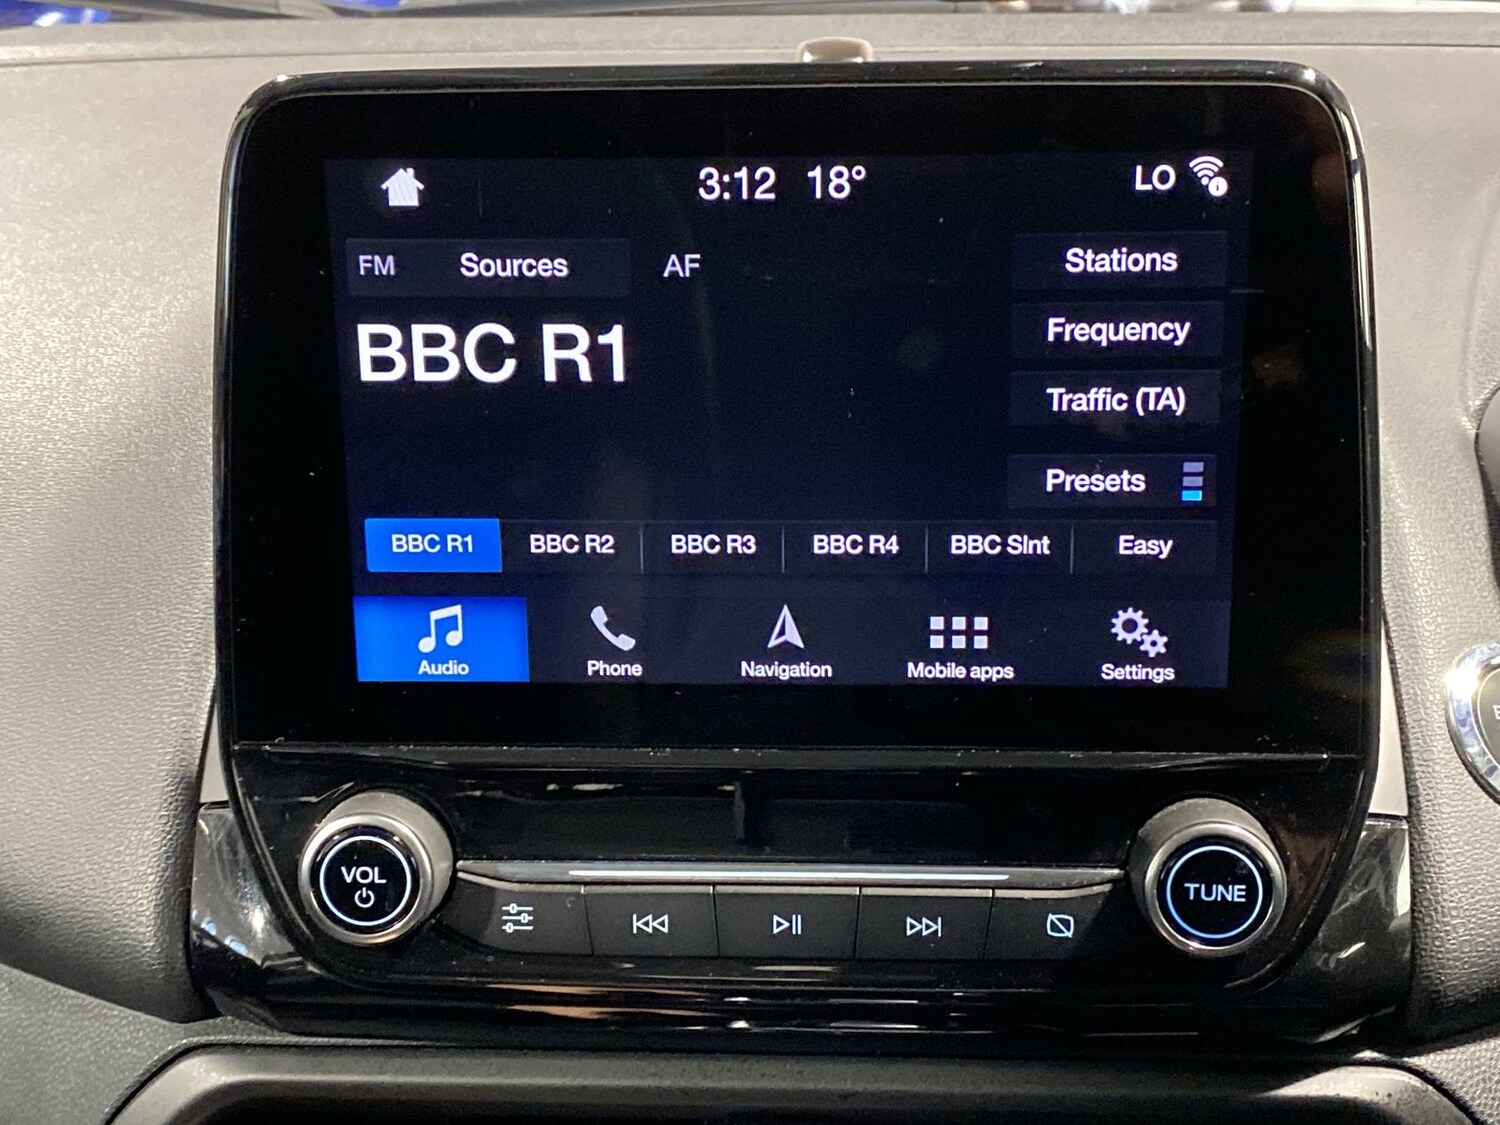 3:12 18° LO
FM Sources AF Stations
BBC R1
Frequency
Traffic (TA)
Presets
BBC R1 BBC R2 BBC R3 BBC R4 BBC SInt Easy
Audio Phone Navigation Mobile apps Settings
VOL
TUNE